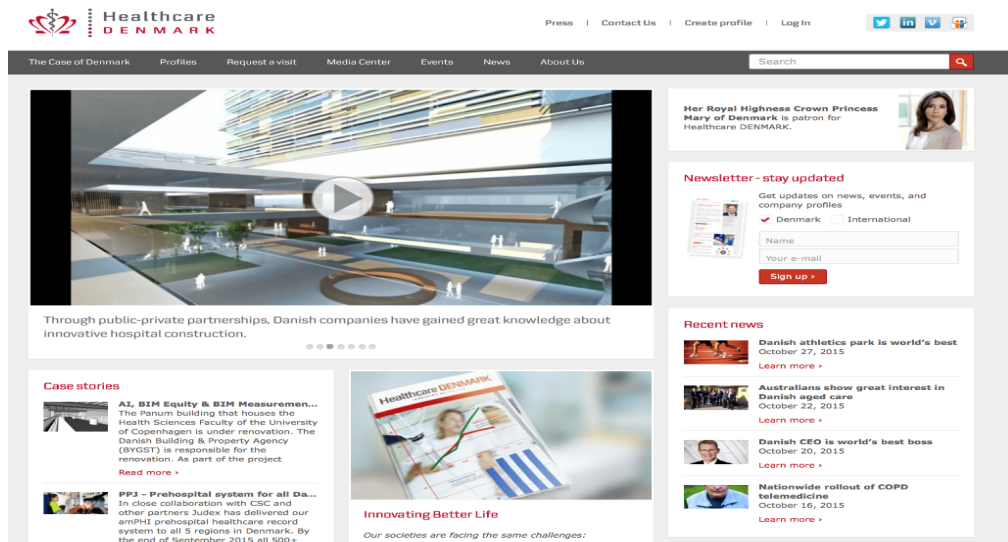 Healthcare
DENMARK
Press | Contact Us | Create profile | Log In
The Case of Denmark Profiles Request a visit Media Center Events News About Us Search
Through public-private partnerships, Danish companies have gained great knowledge about
innovative hospital construction.
Case stories
AI, BIM Equity & BIM Measuremen...
The Panum building that houses the
Health Sciences Faculty of the University
of Copenhagen is under renovation. The
Danish Building & Property Agency
(BYGST) is responsible for the
renovation. As part of the project
Read more ›
PPJ - Prehospital system for all Da...
In close collaboration with CSC and
other partners Judex has delivered our
amPHI prehospital healthcare record
system to all 5 regions in Denmark. By
the end of September 2015 all 500+
Healthcare DENMARK
Innovating Better Life
Our societies are facing the same challenges:
Her Royal Highness Crown Princess
Mary of Denmark is patron for
Healthcare DENMARK.
Newsletter - stay updated
Get updates on news, events, and
company profiles
Denmark International
Name
Your e-mail
Sign up ›
Recent news
Danish athletics park is world's best
October 27, 2015
Learn more ›
Australians show great interest in
Danish aged care
October 22, 2015
Learn more ›
Danish CEO is world's best boss
October 20, 2015
Learn more ›
Nationwide rollout of COPD
telemedicine
October 16, 2015
Learn more ›